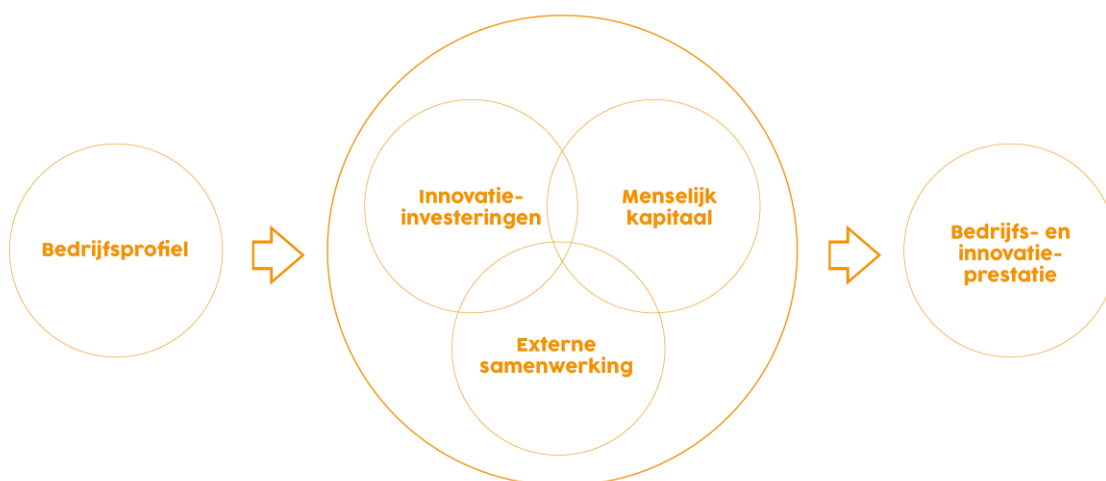 Bedrijfsprofiel
Innovatie-
investeringen
Menselijk
kapitaal
Externe
samenwerking
Bedrijfs- en
innovatie-
prestatie